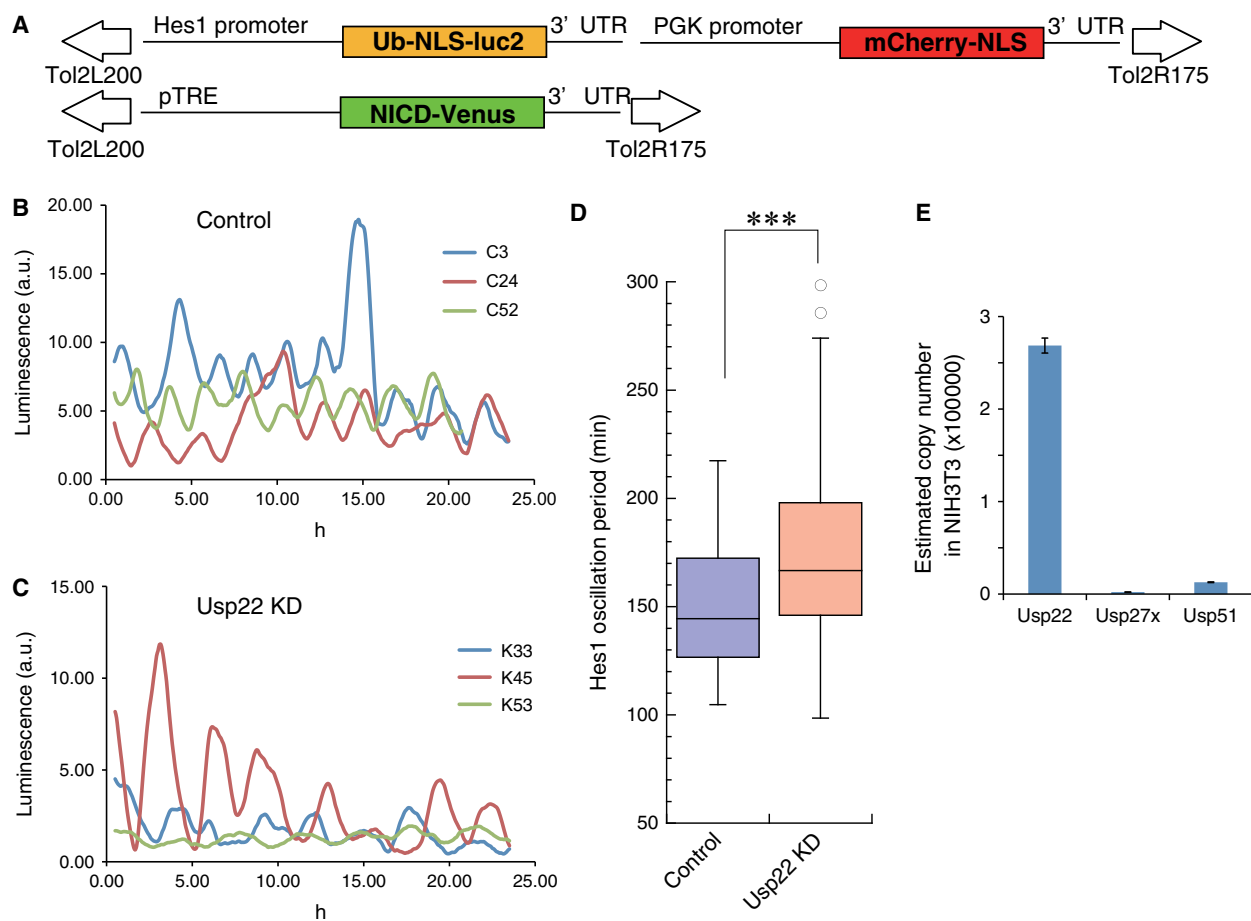 A
Hes1 promoter
Ub-NLS-luc2
3' UTR
PGK promoter
mCherry-NLS
3' UTR
Tol2L200
Tol2R175
pTRE
NICD-Venus
3' UTR
Tol2L200
Tol2R175
B
Control
Luminescence (a.u.)
20.00
15.00
10.00
5.00
0.00
0.00 5.00 10.00 15.00 20.00 25.00
h
C3
C24
C52
C
Usp22 KD
Luminescence (a.u.)
15.00
10.00
5.00
0.00
0.00 5.00 10.00 15.00 20.00 25.00
h
K33
K45
K53
D
***
Hes1 oscillation period (min)
300
250
200
150
100
50
Control
Usp22 KD
E
Estimated copy number
in NIH3T3 (x100000)
3
2
1
0
Usp22 Usp27x Usp51